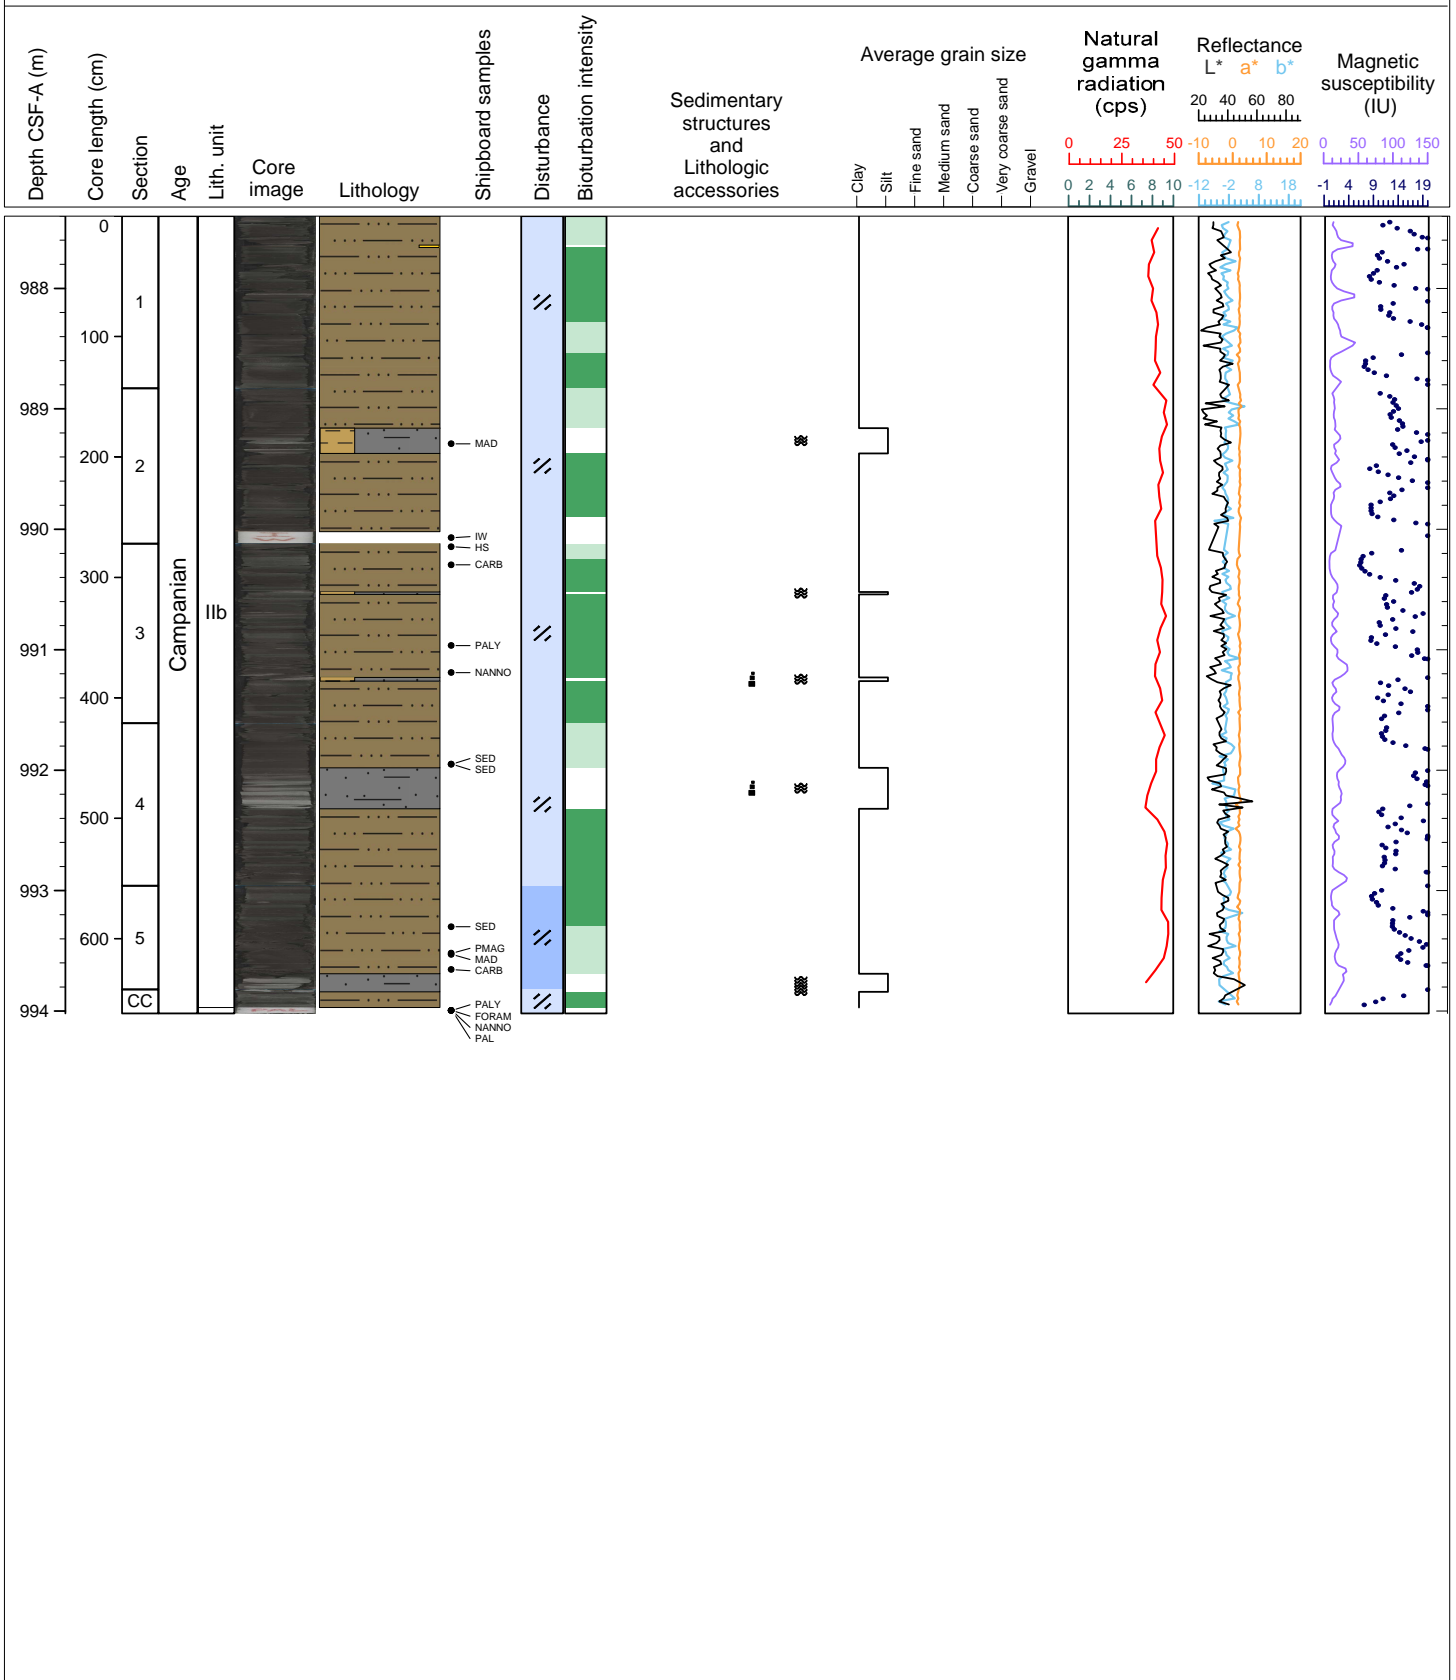 Depth CSF-A (m)
Core length (cm)
Section
Age
Lith. unit
Core
image
Lithology
Shipboard samples
Disturbance
Bioturbation intensity
Sedimentary
structures
and
Lithologic
accessories
Average grain size
Clay
Silt
Fine sand
Medium sand
Coarse sand
Very coarse sand
Gravel
Natural
gamma
radiation
(cps)
0 25 50
0 2 4 6 8 10
Reflectance
L* a* b*
20 40 60 80
-10 0 10 20
-12 -2 8 18
Magnetic
susceptibility
(IU)
0 50 100 150
-1 4 9 14 19
988
989
990
991
992
993
994
0
100
200
300
400
500
600
1
2
3
4
5
CC
Campanian
IIb
MAD
IW
HS
CARB
PALY
NANNO
SED
SED
SED
PMAG
MAD
CARB
PALY
FORAM
NANNO
PAL